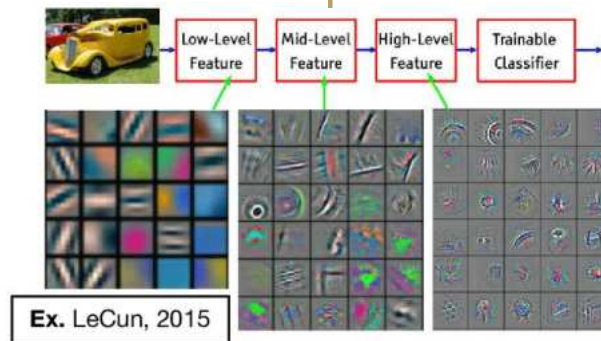 Low-Level
Feature
Mid-Level
Feature
High-Level
Feature
Trainable
Classifier
Ex. LeCun, 2015